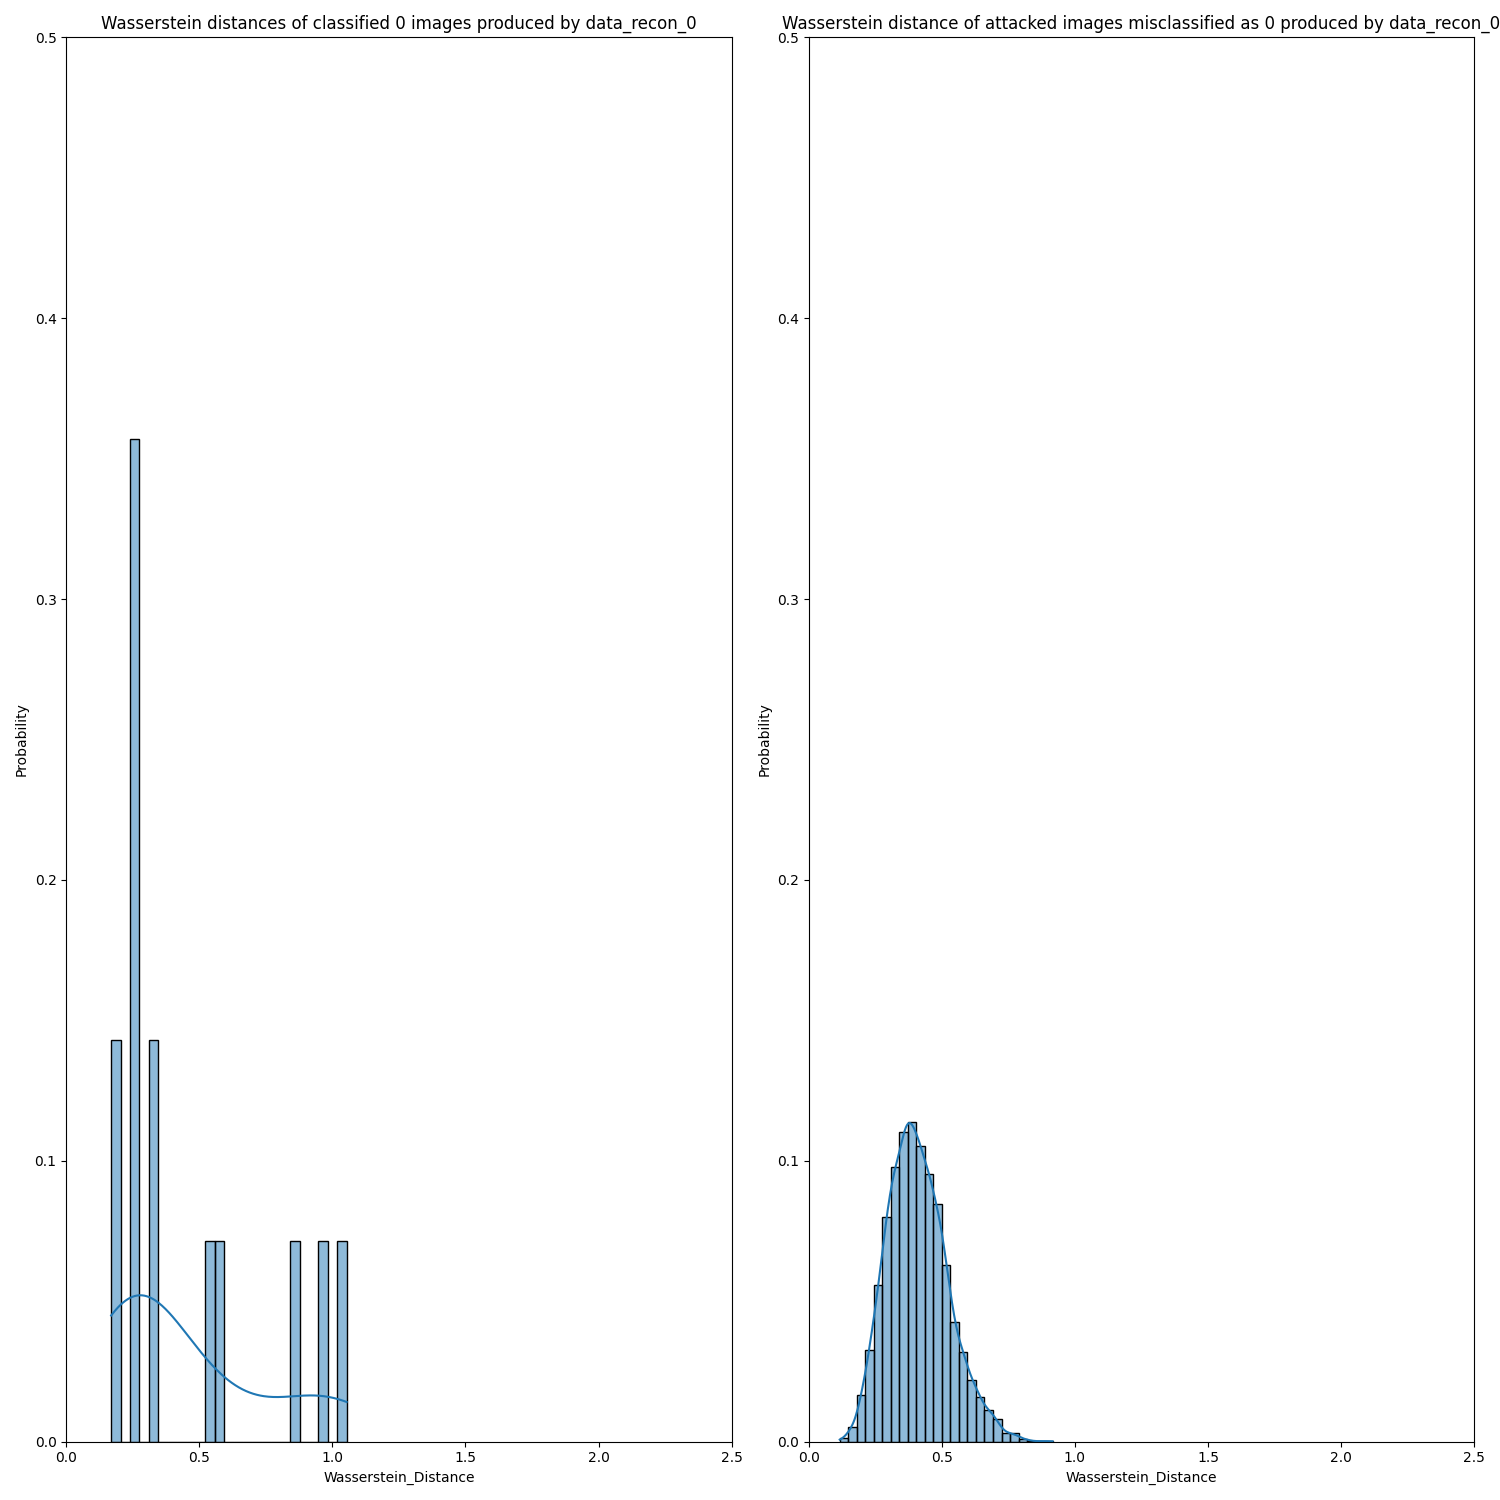 Wasserstein distances of classified 0 images produced by data_recon_0
Probability
0.5
0.4
0.3
0.2
0.1
0.0
0.0 0.5 1.0 1.5 2.0 2.5
Wasserstein_Distance
Wasserstein distance of attacked images misclassified as 0 produced by data_recon_0
Probability
0.5
0.4
0.3
0.2
0.1
0.0
0.0 0.5 1.0 1.5 2.0 2.5
Wasserstein_Distance